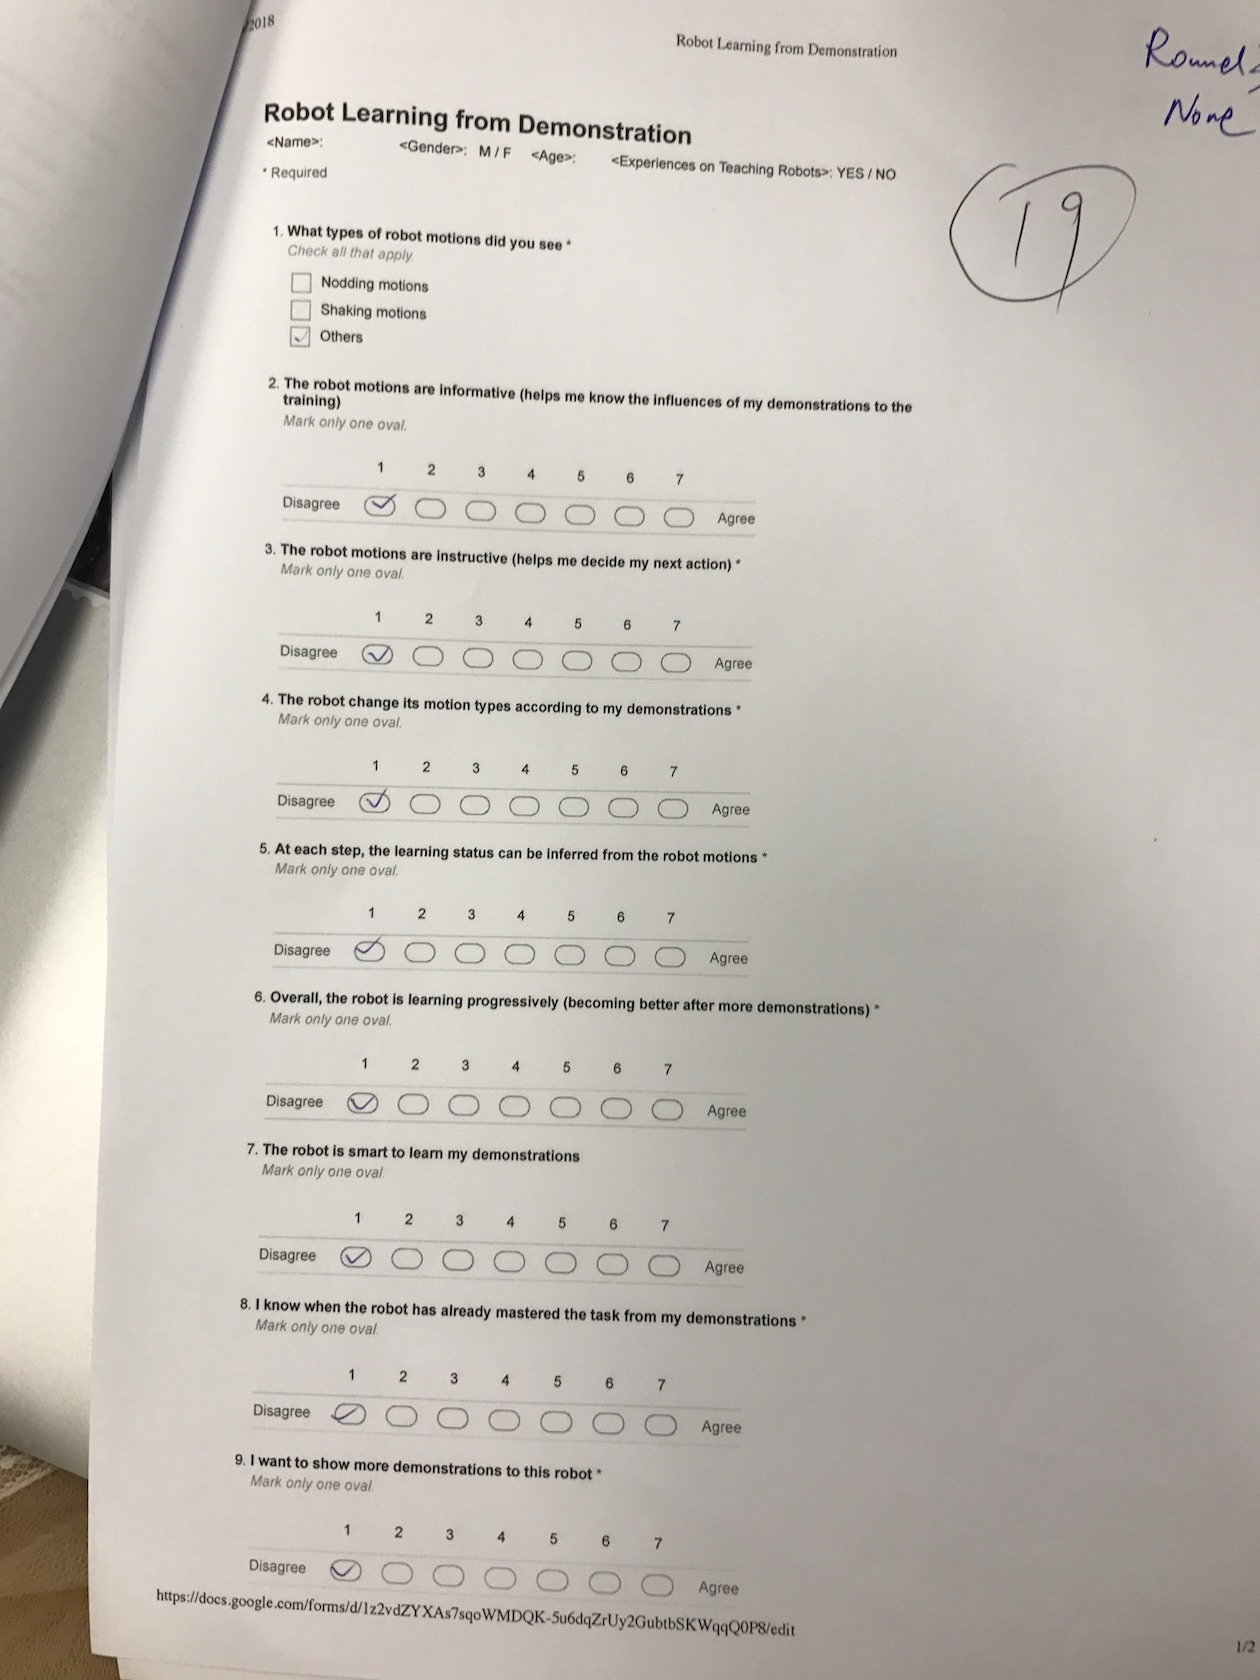 2018
Robot Learning from Demonstration
None
19
Robot Learning from Demonstration
<Name>: <Gender>: M / F <Age>: <Experiences on Teaching Robots>: YES / NO
* Required
1. What types of robot motions did you see *
Check all that apply.
Nodding motions
Shaking motions
Others
2. The robot motions are informative (helps me know the influences of my demonstrations to the
training)
Mark only one oval.
1 2 3 4 5 6 7
Disagree Agree
3. The robot motions are instructive (helps me decide my next action) *
Mark only one oval.
1 2 3 4 5 6 7
Disagree Agree
4. The robot change its motion types according to my demonstrations *
Mark only one oval.
1 2 3 4 5 6 7
Disagree Agree
5. At each step, the learning status can be inferred from the robot motions *
Mark only one oval.
1 2 3 4 5 6 7
Disagree Agree
6. Overall, the robot is learning progressively (becoming better after more demonstrations) *
Mark only one oval.
1 2 3 4 5 6 7
Disagree Agree
7. The robot is smart to learn my demonstrations
Mark only one oval.
1 2 3 4 5 6 7
Disagree Agree
8. I know when the robot has already mastered the task from my demonstrations *
Mark only one oval.
1 2 3 4 5 6 7
Disagree Agree
9. I want to show more demonstrations to this robot *
Mark only one oval.
1 2 3 4 5 6 7
Disagree Agree
https://docs.google.com/forms/d/1z2vdZYXAs7sqoWMDQK-5u6dqZrUy2GubtbSKWqqQ0P8/edit
1/2